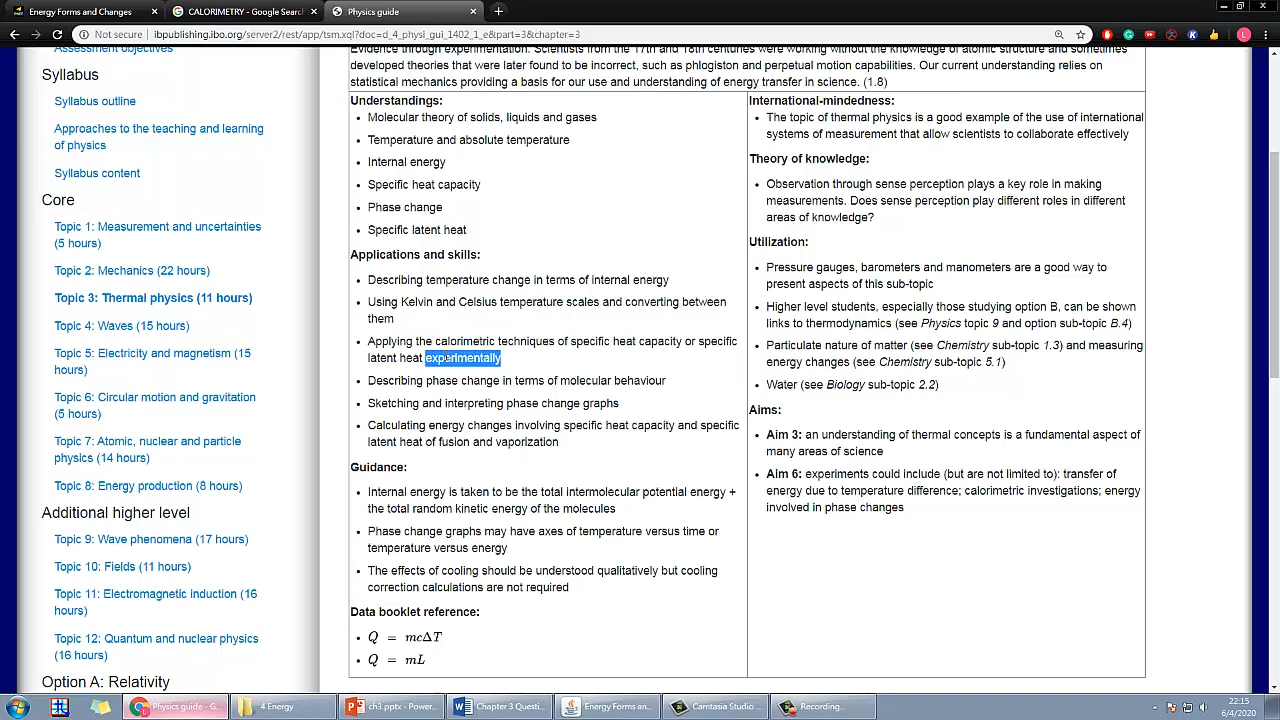 Energy Forms and Changes
CALORIMETRY - Google Search
Physics guide
Not secure | ibpublishing.ibo.org/server2/rest/app/tsm.xql?doc=d_4_physi_gui_1402_1_e&part=3&chapter=3
Assessment objectives
Syllabus
Syllabus outline
Approaches to the teaching and learning
of physics
Syllabus content
Core
Topic 1: Measurement and uncertainties
(5 hours)
Topic 2: Mechanics (22 hours)
Topic 3: Thermal physics (11 hours)
Topic 4: Waves (15 hours)
Topic 5: Electricity and magnetism (15
hours)
Topic 6: Circular motion and gravitation
(5 hours)
Topic 7: Atomic, nuclear and particle
physics (14 hours)
Topic 8: Energy production (8 hours)
Additional higher level
Topic 9: Wave phenomena (17 hours)
Topic 10: Fields (11 hours)
Topic 11: Electromagnetic induction (16
hours)
Topic 12: Quantum and nuclear physics
(16 hours)
Option A: Relativity
Evidence through experimentation: Scientists from the 17th and 18th centuries were working without the knowledge of atomic structure and sometimes
developed theories that were later found to be incorrect, such as phlogiston and perpetual motion capabilities. Our current understanding relies on
statistical mechanics providing a basis for our use and understanding of energy transfer in science. (1.8)
Understandings:
• Molecular theory of solids, liquids and gases
• Temperature and absolute temperature
• Internal energy
• Specific heat capacity
• Phase change
• Specific latent heat
Applications and skills:
• Describing temperature change in terms of internal energy
• Using Kelvin and Celsius temperature scales and converting between
them
• Applying the calorimetric techniques of specific heat capacity or specific
latent heat experimentally
• Describing phase change in terms of molecular behaviour
• Sketching and interpreting phase change graphs
• Calculating energy changes involving specific heat capacity and specific
latent heat of fusion and vaporization
Guidance:
• Internal energy is taken to be the total intermolecular potential energy +
the total random kinetic energy of the molecules
• Phase change graphs may have axes of temperature versus time or
temperature versus energy
• The effects of cooling should be understood qualitatively but cooling
correction calculations are not required
Data booklet reference:
• Q = mcΔT
• Q = mL
International-mindedness:
• The topic of thermal physics is a good example of the use of international
systems of measurement that allow scientists to collaborate effectively
Theory of knowledge:
• Observation through sense perception plays a key role in making
measurements. Does sense perception play different roles in different
areas of knowledge?
Utilization:
• Pressure gauges, barometers and manometers are a good way to
present aspects of this sub-topic
• Higher level students, especially those studying option B, can be shown
links to thermodynamics (see Physics topic 9 and option sub-topic B.4)
• Particulate nature of matter (see Chemistry sub-topic 1.3) and measuring
energy changes (see Chemistry sub-topic 5.1)
• Water (see Biology sub-topic 2.2)
Aims:
• Aim 3: an understanding of thermal concepts is a fundamental aspect of
many areas of science
• Aim 6: experiments could include (but are not limited to): transfer of
energy due to temperature difference; calorimetric investigations; energy
involved in phase changes
Physics guide - G...
4 Energy
ch3.pptx - Power...
Chapter 3 Questi...
Energy Forms an...
Camtasia Studio ...
Recording...
22:15
6/4/2020